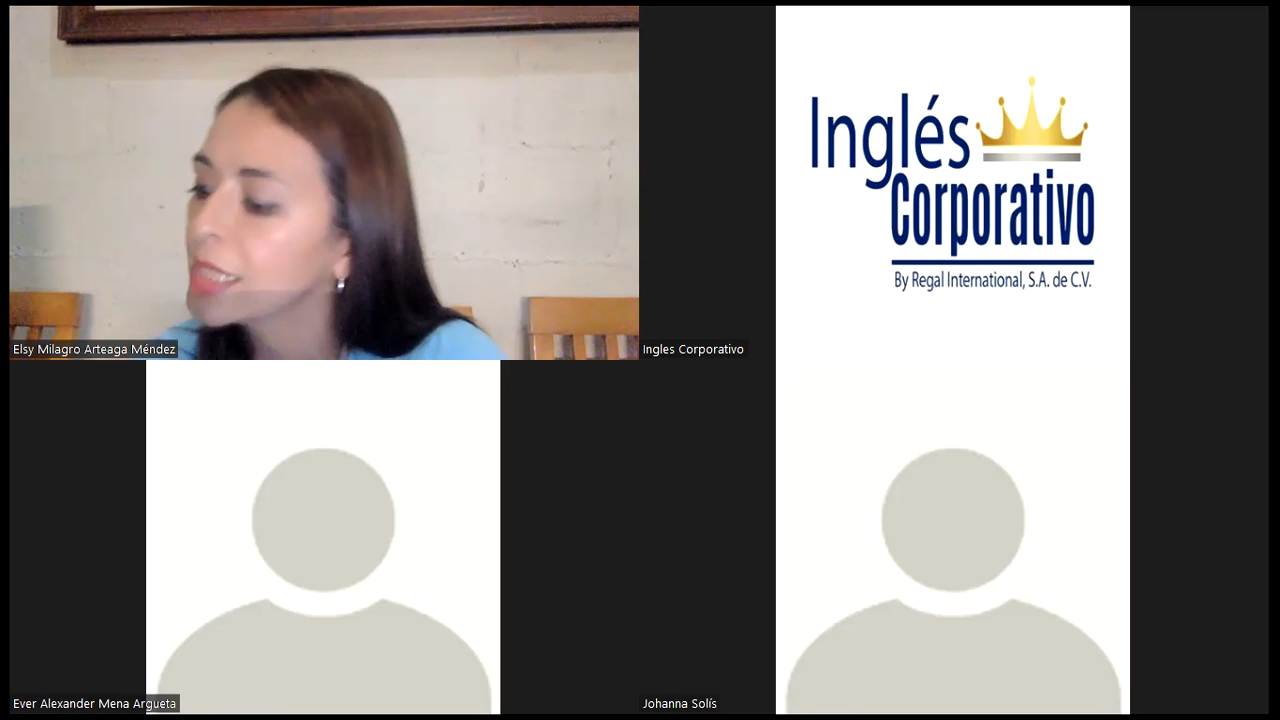 Inglés
Corporativo
By Regal International, S.A. de C.V.
Elsy Milagro Arteaga Méndez
Ingles Corporativo
Ever Alexander Mena Argueta
Johanna Solís